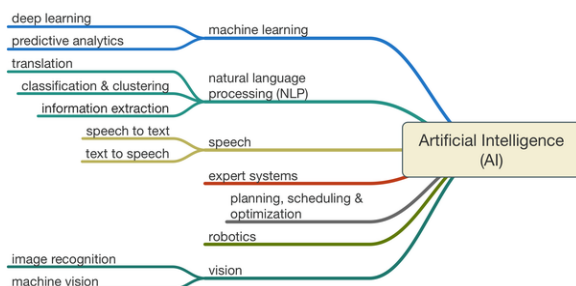 deep learning
predictive analytics
machine learning
translation
classification & clustering
information extraction
natural language
processing (NLP)
speech to text
text to speech
speech
expert systems
planning, scheduling &
optimization
robotics
image recognition
machine vision
vision
Artificial Intelligence
(AI)